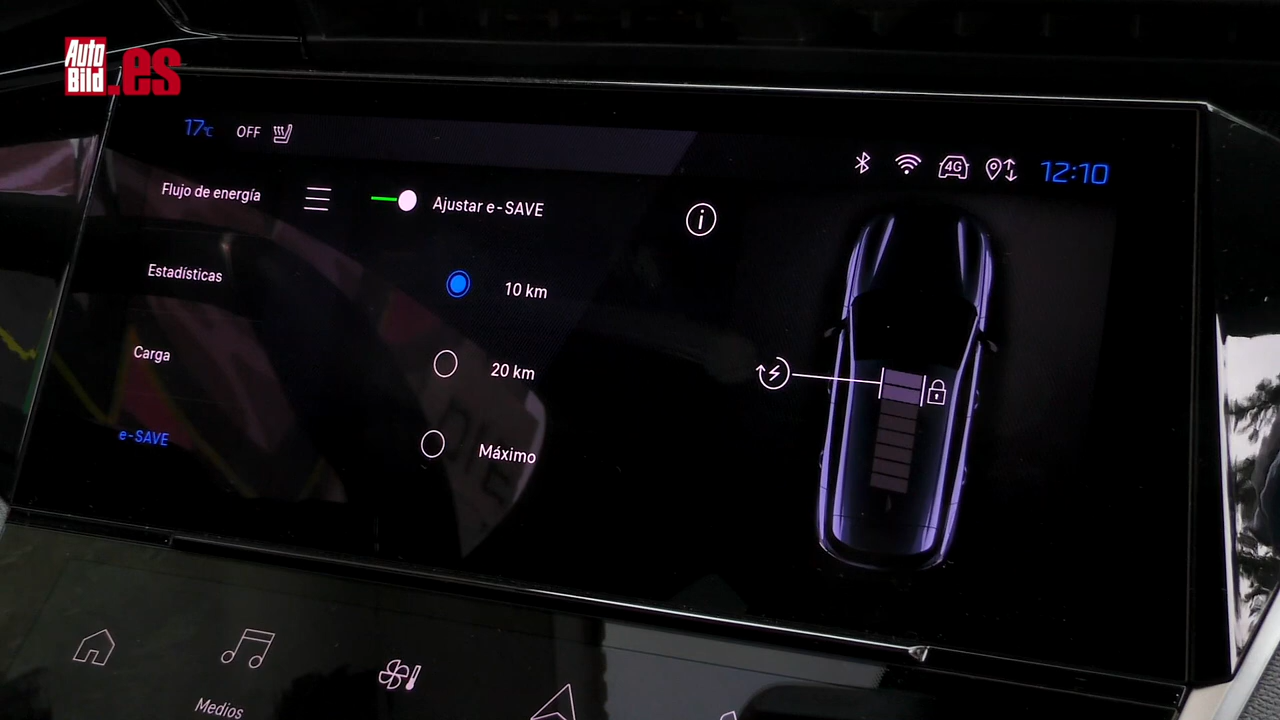 Auto
Bild
.es
17°C
OFF
4G
12:10
Flujo de energía
Ajustar e-SAVE
i
Estadísticas
10 km
Carga
20 km
e-SAVE
Máximo
Medios